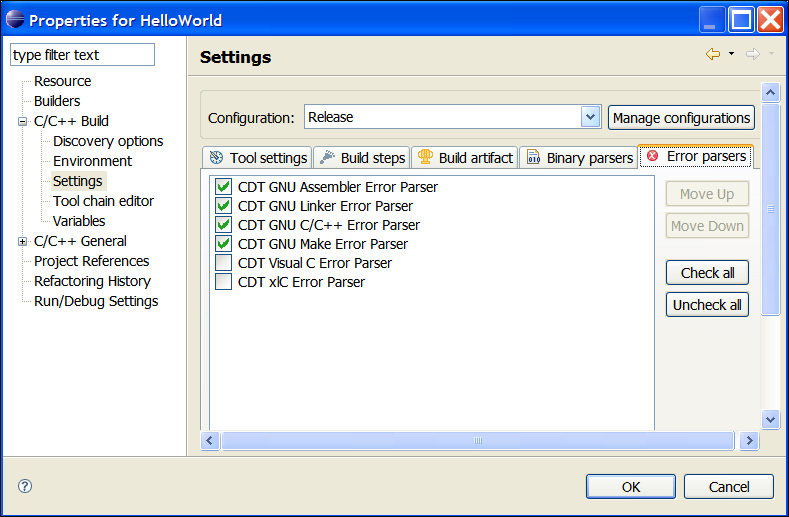 Properties for HelloWorld
type filter text
Resource
Builders
C/C++ Build
Discovery options
Environment
Settings
Tool chain editor
Variables
C/C++ General
Project References
Refactoring History
Run/Debug Settings
Settings
Configuration: Release Manage configurations
Tool settings Build steps Build artifact Binary parsers Error parsers
CDT GNU Assembler Error Parser
CDT GNU Linker Error Parser
CDT GNU C/C++ Error Parser
CDT GNU Make Error Parser
CDT Visual C Error Parser
CDT xlC Error Parser
Move Up
Move Down
Check all
Uncheck all
OK Cancel